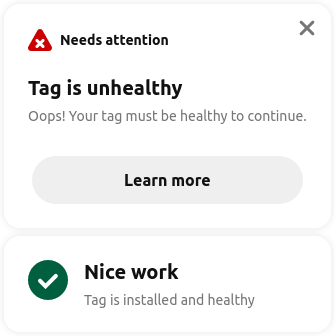 Needs attention
Tag is unhealthy
Oops! Your tag must be healthy to continue.
Learn more
Nice work
Tag is installed and healthy